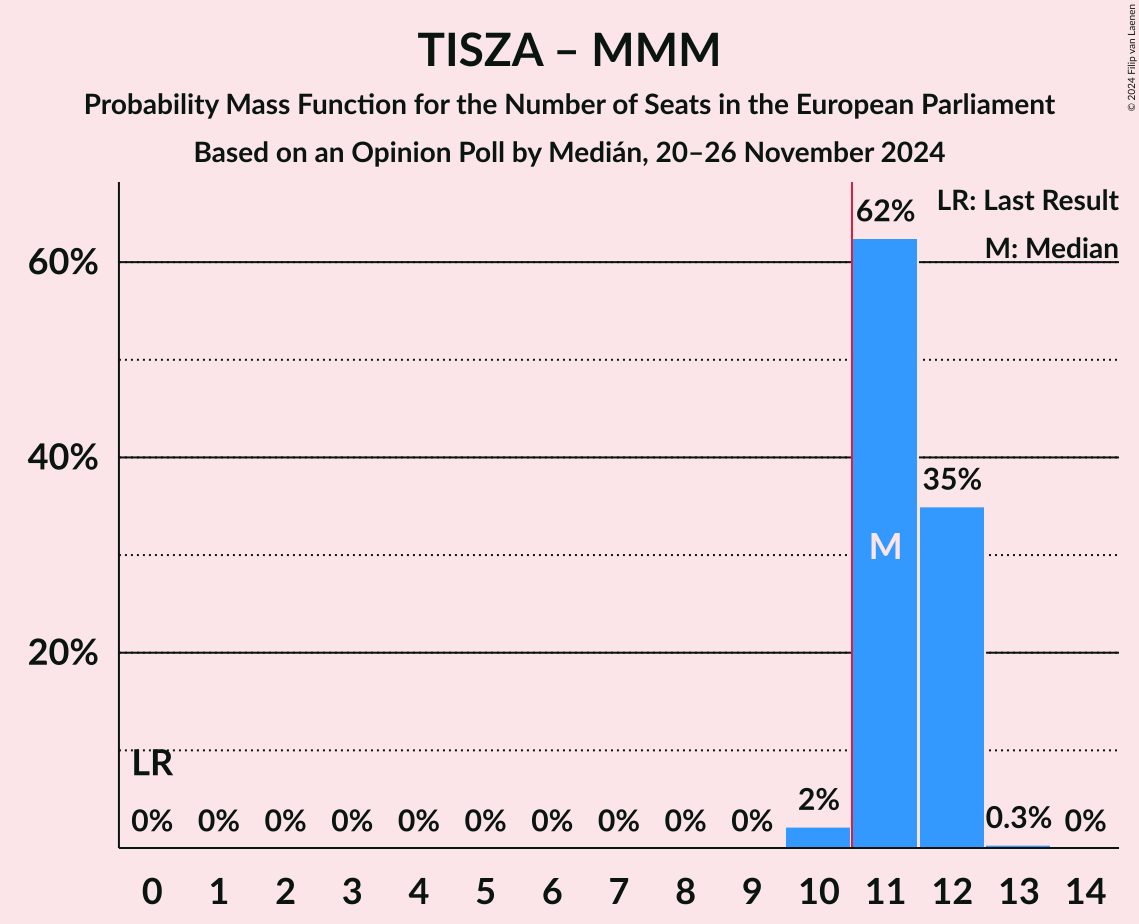 TISZA – MMM
Probability Mass Function for the Number of Seats in the European Parliament
Based on an Opinion Poll by Medián, 20–26 November 2024
© 2024 Filip van Laenen
LR: Last Result
M: Median
60%
40%
20%
62%
35%
M
LR
0% 0% 0% 0% 0% 0% 0% 0% 0% 0% 2% 0.3% 0%
0 1 2 3 4 5 6 7 8 9 10 11 12 13 14